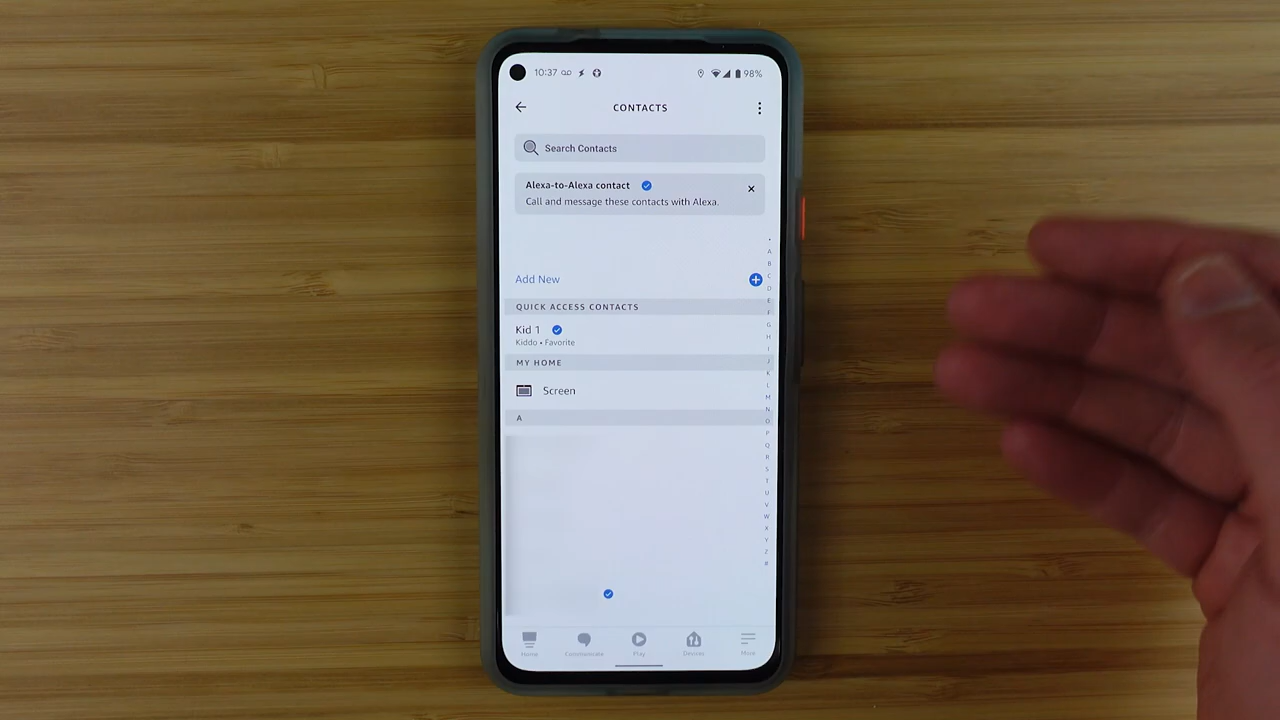 10:37
98%
CONTACTS
Search Contacts
Alexa-to-Alexa contact
Call and message these contacts with Alexa.
Add New
QUICK ACCESS CONTACTS
Kid 1
Kiddo • Favorite
MY HOME
Screen
A
A
B
C
D
E
F
G
H
I
J
K
L
M
N
O
P
Q
R
S
T
U
V
W
X
Y
Z
#
Home
Communicate
Play
Devices
More